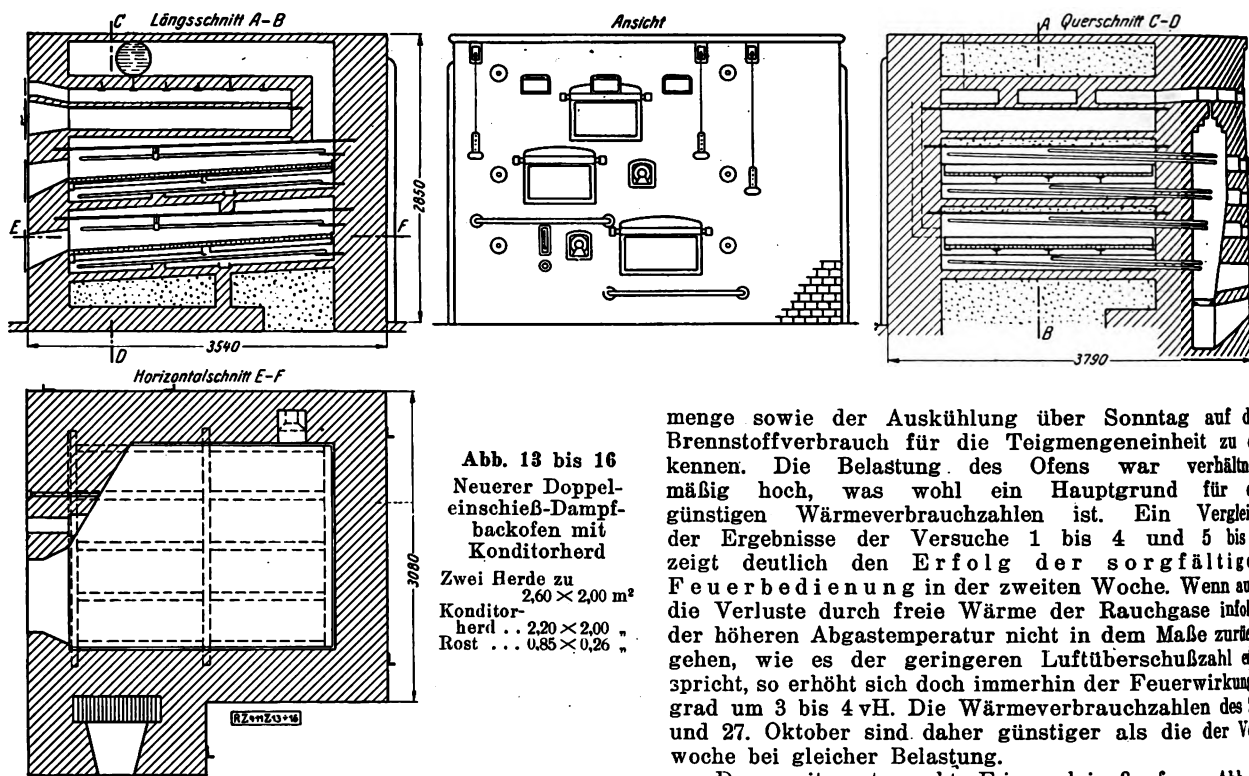 C Längsschnitt A-B
Ansicht
A Querschnitt C-D
E
F
2850
D
3540
B
3790
Horizontalschnitt E-F
3080
Abb. 13 bis 16
Neuerer Doppel-
einschieß-Dampf-
backofen mit
Konditorherd
Zwei Herde zu
2,60 × 2,00 m²
Konditor-
herd . . 2,20 × 2,00 „
Rost . . . 0,85 × 0,26 „
menge sowie der Auskühlung über Sonntag auf d
Brennstoffverbrauch für die Teigmengeneinheit zu e
kennen. Die Belastung des Ofens war verhältn
mäßig hoch, was wohl ein Hauptgrund für d
günstigen Wärmeverbrauchzahlen ist. Ein Verglei
der Ergebnisse der Versuche 1 bis 4 und 5 bis
zeigt deutlich den Erfolg der sorgfältige
Feuerbedienung in der zweiten Woche. Wenn au
die Verluste durch freie Wärme der Rauchgase infol
der höheren Abgastemperatur nicht in dem Maße zurü
gehen, wie es der geringeren Luftüberschußzahl e
spricht, so erhöht sich doch immerhin der Feuerwirkung
grad um 3 bis 4 vH. Die Wärmeverbrauchzahlen des
und 27. Oktober sind daher günstiger als die der Vo
woche bei gleicher Belastung.